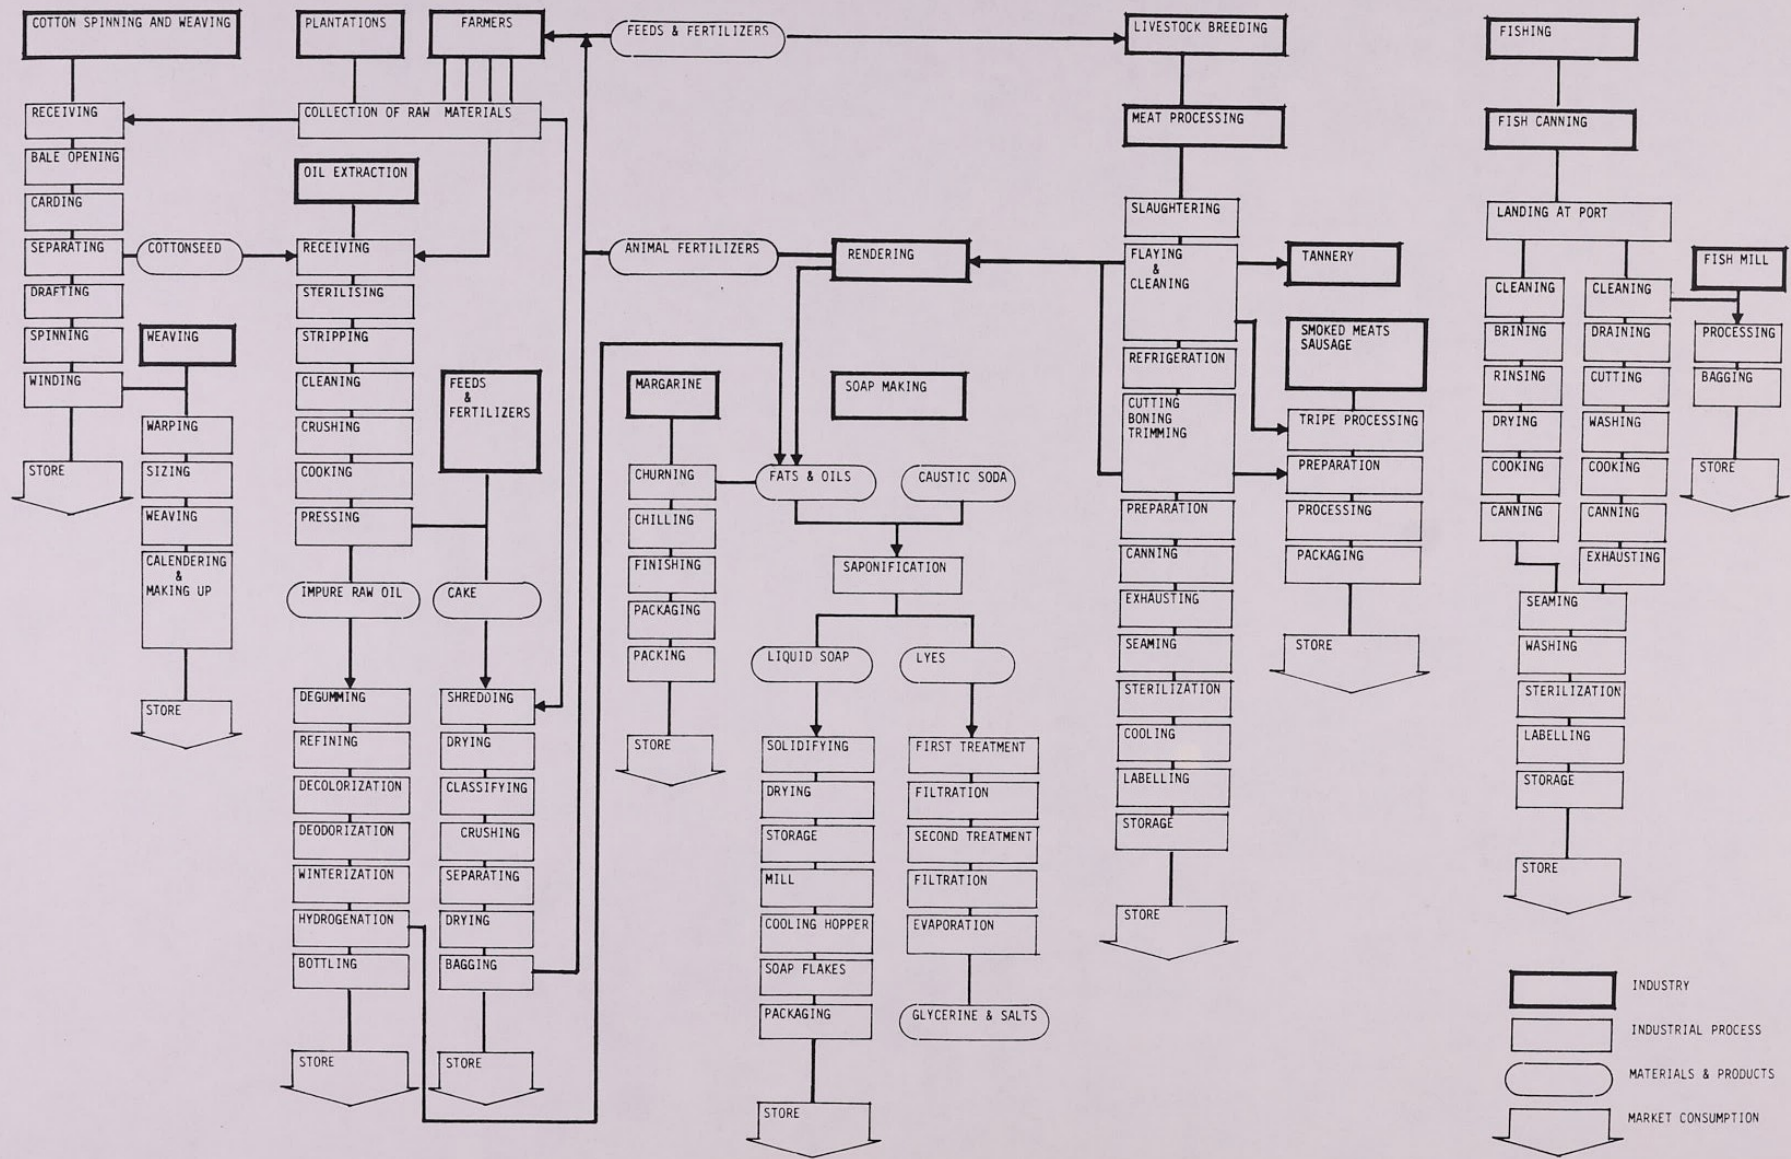 COTTON SPINNING AND WEAVING
RECEIVING
BALE OPENING
CARDING
SEPARATING
DRAFTING
SPINNING
WINDING
STORE
COTTONSEED
WEAVING
WARPING
SIZING
WEAVING
CALENDERING
&
MAKING UP
STORE
PLANTATIONS
FARMERS
COLLECTION OF RAW MATERIALS
OIL EXTRACTION
RECEIVING
STERILISING
STRIPPING
CLEANING
CRUSHING
COOKING
PRESSING
IMPURE RAW OIL
DEGUMMING
REFINING
DECOLORIZATION
DEODORIZATION
WINTERIZATION
HYDROGENATION
BOTTLING
STORE
FEEDS
&
FERTILIZERS
CAKE
SHREDDING
DRYING
CLASSIFYING
CRUSHING
SEPARATING
DRYING
BAGGING
STORE
FEEDS & FERTILIZERS
ANIMAL FERTILIZERS
RENDERING
MARGARINE
CHURNING
CHILLING
FINISHING
PACKAGING
PACKING
STORE
SOAP MAKING
FATS & OILS
CAUSTIC SODA
SAPONIFICATION
LIQUID SOAP
LYES
SOLIDIFYING
DRYING
STORAGE
MILL
COOLING HOPPER
SOAP FLAKES
PACKAGING
STORE
FIRST TREATMENT
FILTRATION
SECOND TREATMENT
FILTRATION
EVAPORATION
GLYCERINE & SALTS
LIVESTOCK BREEDING
MEAT PROCESSING
SLAUGHTERING
FLAYING
&
CLEANING
REFRIGERATION
CUTTING
BONING
TRIMMING
PREPARATION
CANNING
EXHAUSTING
SEAMING
STERILIZATION
COOLING
LABELLING
STORAGE
STORE
TANNERY
SMOKED MEATS
SAUSAGE
TRIPE PROCESSING
PREPARATION
PROCESSING
PACKAGING
STORE
FISHING
FISH CANNING
LANDING AT PORT
CLEANING
BRINING
RINSING
DRYING
COOKING
CANNING
CLEANING
DRAINING
CUTTING
WASHING
COOKING
CANNING
EXHAUSTING
SEAMING
WASHING
STERILIZATION
LABELLING
STORAGE
STORE
FISH MILL
PROCESSING
BAGGING
STORE
INDUSTRY
INDUSTRIAL PROCESS
MATERIALS & PRODUCTS
MARKET CONSUMPTION